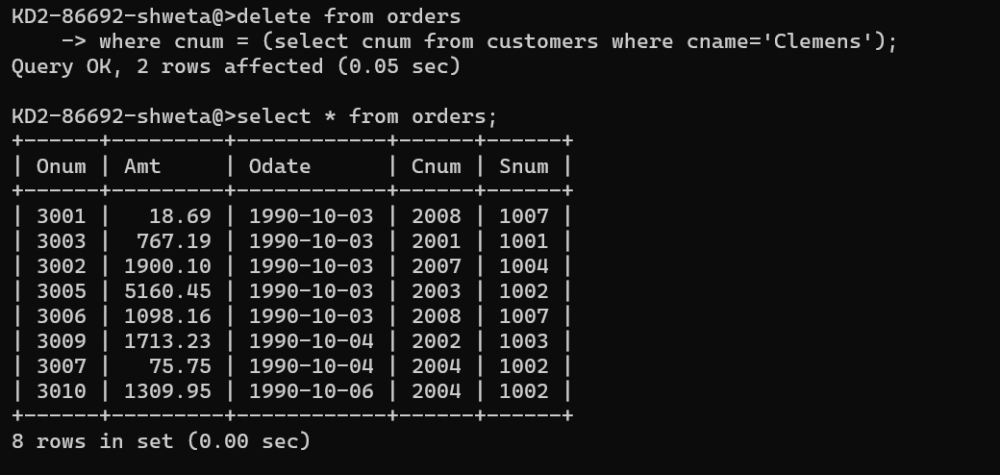 KD2-86692-shweta@>delete from orders
    -> where cnum = (select cnum from customers where cname='Clemens');
Query OK, 2 rows affected (0.05 sec)

KD2-86692-shweta@>select * from orders;
+------+---------+------------+------+------+
| Onum | Amt     | Odate      | Cnum | Snum |
+------+---------+------------+------+------+
| 3001 |   18.69 | 1990-10-03 | 2008 | 1007 |
| 3003 |  767.19 | 1990-10-03 | 2001 | 1001 |
| 3002 | 1900.10 | 1990-10-03 | 2007 | 1004 |
| 3005 | 5160.45 | 1990-10-03 | 2003 | 1002 |
| 3006 | 1098.16 | 1990-10-03 | 2008 | 1007 |
| 3009 | 1713.23 | 1990-10-04 | 2002 | 1003 |
| 3007 |   75.75 | 1990-10-04 | 2004 | 1002 |
| 3010 | 1309.95 | 1990-10-06 | 2004 | 1002 |
+------+---------+------------+------+------+
8 rows in set (0.00 sec)